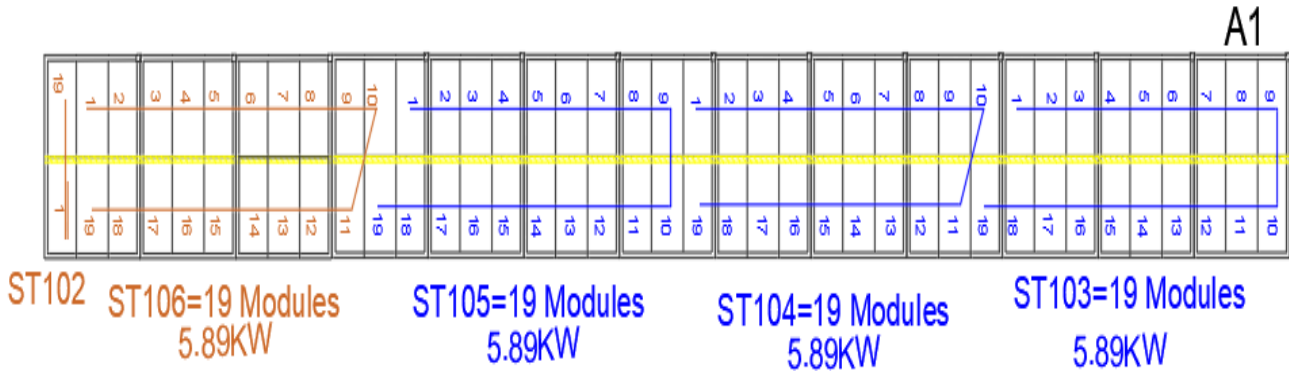 A1
19 1 2 3 4 5 6 7 8 9 10 1 2 3 4 5 6 7 8 9 1 2 3 4 5 6 7 8 9 10 1 2 3 4 5 6 7 8 9
1 19 18 17 16 15 14 13 12 11 19 18 17 16 15 14 13 12 11 10 19 18 17 16 15 14 13 12 11 19 18 17 16 15 14 13 12 11 10
ST102
ST106=19 Modules
5.89KW
ST105=19 Modules
5.89KW
ST104=19 Modules
5.89KW
ST103=19 Modules
5.89KW